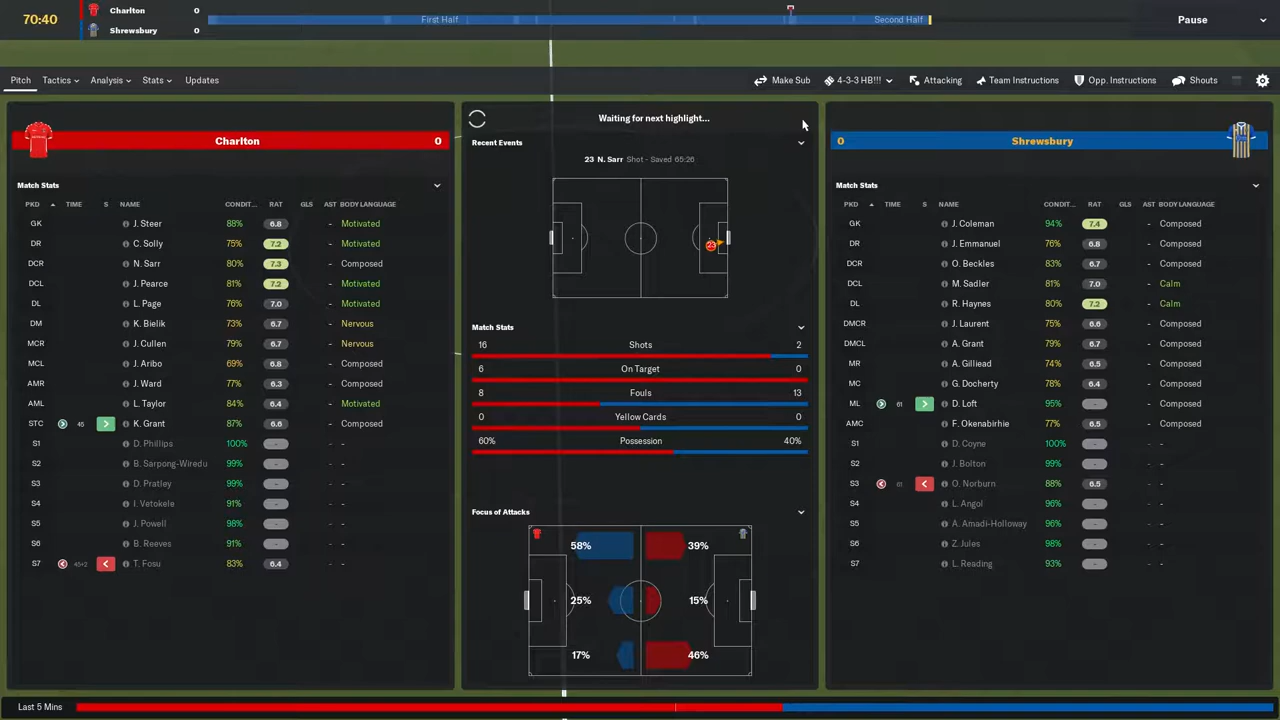 70:40 Charlton 0 First Half Second Half Pause
Shrewsbury 0
Pitch Tactics Analysis Stats Updates Make Sub 4-3-3 HB!!! Attacking Team Instructions Opp. Instructions Shouts
Charlton 0
Match Stats
PKD TIME S NAME CONDIT... RAT GLS AST BODY LANGUAGE
GK J. Steer 88% 6.8 - Motivated
DR C. Solly 75% 7.2 - Motivated
DCR N. Sarr 80% 7.3 - Composed
DCL J. Pearce 81% 7.2 - Motivated
DL L. Page 76% 7.0 - Motivated
DM K. Bielik 73% 6.7 - Nervous
MCR J. Cullen 79% 6.7 - Nervous
MCL J. Aribo 69% 6.8 - Composed
AMR J. Ward 77% 6.3 - Composed
AML L. Taylor 84% 6.4 - Motivated
STC 45 K. Grant 87% 6.6 - Composed
S1 D. Phillips 100% - - -
S2 B. Sarpong-Wiredu 99% - - -
S3 D. Pratley 99% - - -
S4 I. Vetokele 91% - - -
S5 J. Powell 98% - - -
S6 B. Reeves 91% - - -
S7 45+2 T. Fosu 83% 6.4 - -
Waiting for next highlight...
Recent Events
23 N. Sarr Shot - Saved 65:26
23
Match Stats
16 Shots 2
6 On Target 0
8 Fouls 13
0 Yellow Cards 0
60% Possession 40%
Focus of Attacks
58% 39%
25% 15%
17% 46%
0 Shrewsbury
Match Stats
PKD TIME S NAME CONDIT... RAT GLS AST BODY LANGUAGE
GK J. Coleman 94% 7.4 - Composed
DR J. Emmanuel 76% 6.8 - Composed
DCR O. Beckles 83% 6.7 - Composed
DCL M. Sadler 81% 7.0 - Calm
DL R. Haynes 80% 7.2 - Calm
DMCR J. Laurent 75% 6.6 - Composed
DMCL A. Grant 79% 6.7 - Composed
MR A. Gilliead 74% 6.5 - Composed
MC G. Docherty 78% 6.4 - Composed
ML 61 D. Loft 95% - - Composed
AMC F. Okenabirhie 77% 6.5 - Composed
S1 D. Coyne 100% - - -
S2 J. Bolton 99% - - -
S3 61 O. Norburn 88% 6.5 - -
S4 L. Angol 96% - - -
S5 A. Amadi-Holloway 96% - - -
S6 Z. Jules 98% - - -
S7 L. Reading 93% - - -
Last 5 Mins